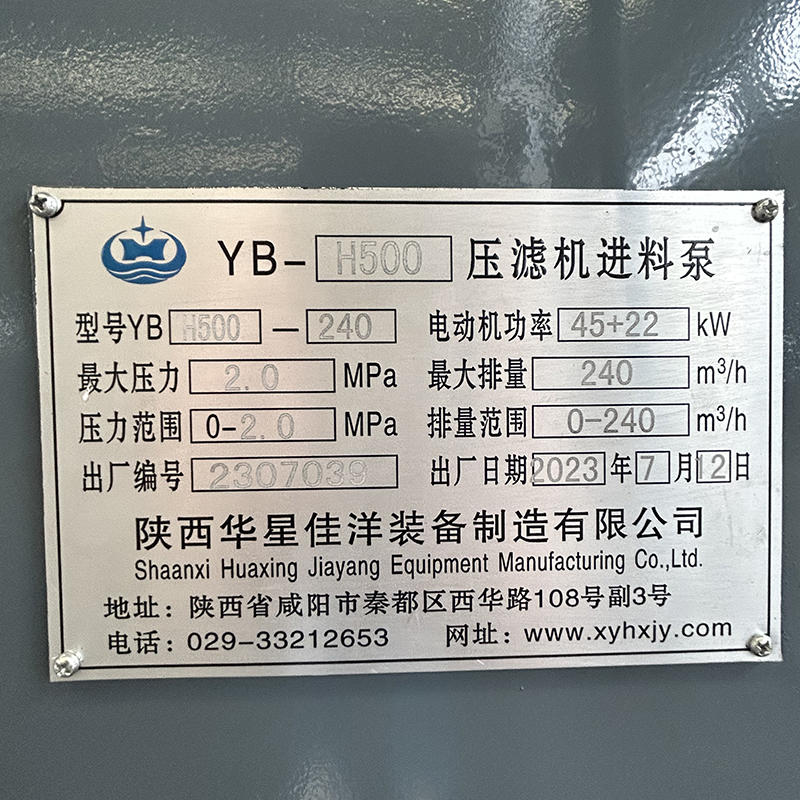 YB-H500压滤机进料泵
型号YB H500 — 240 电动机功率 45+22 kW
最大压力 2.0 MPa 最大排量 240 m³/h
压力范围 0-2.0 MPa 排量范围 0-240 m³/h
出厂编号 2307039 出厂日期 2023 年 7 月 12 日
陕西华星佳洋装备制造有限公司
Shaanxi Huaxing Jiayang Equipment Manufacturing Co.,Ltd.
地址：陕西省咸阳市秦都区西华路108号副3号
电话：029-33212653 网址：www.xyhxjy.com